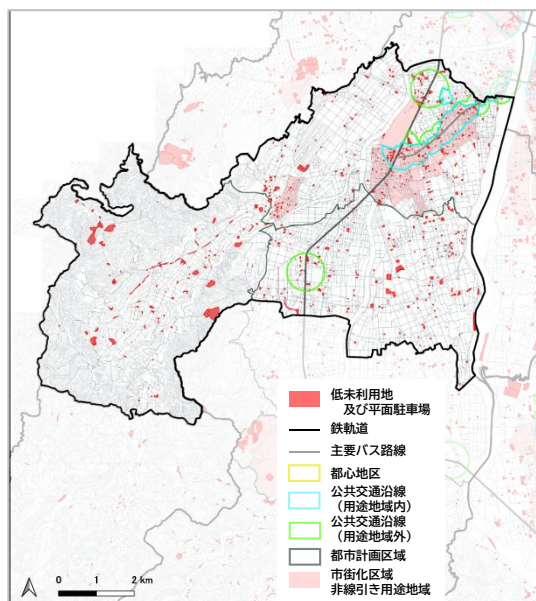 低未利用地
及び平面駐車場
鉄軌道
主要バス路線
都心地区
公共交通沿線
（用途地域内）
公共交通沿線
（用途地域外）
都市計画区域
市街化区域
非線引き用途地域
0 1 2 km